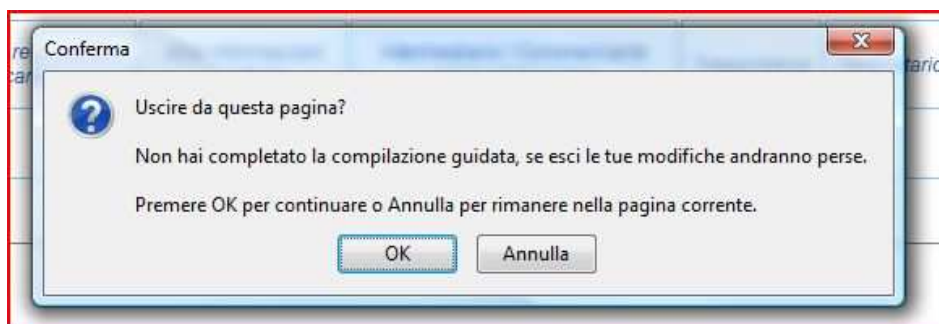 Conferma
Uscire da questa pagina?
Non hai completato la compilazione guidata, se esci le tue modifiche andranno perse.
Premere OK per continuare o Annulla per rimanere nella pagina corrente.
OK
Annulla